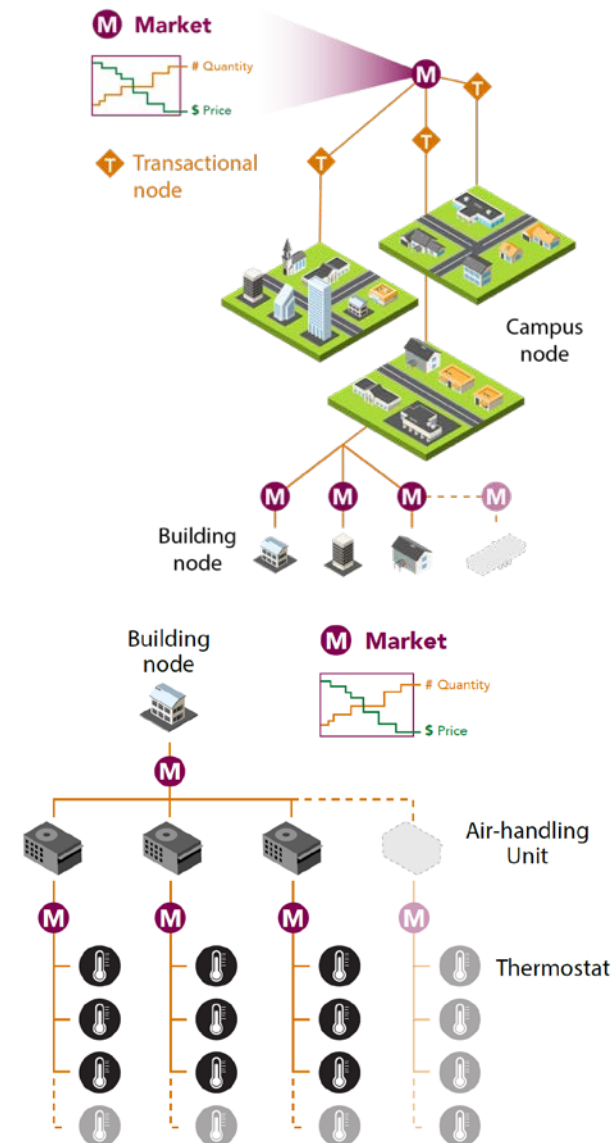 M Market
# Quantity
$ Price
M
T
T
T
T Transactional
node
Campus
node
M M M M
Building
node
Building
node
M Market
# Quantity
$ Price
M
Air-handling
Unit
M M M M
Thermostat